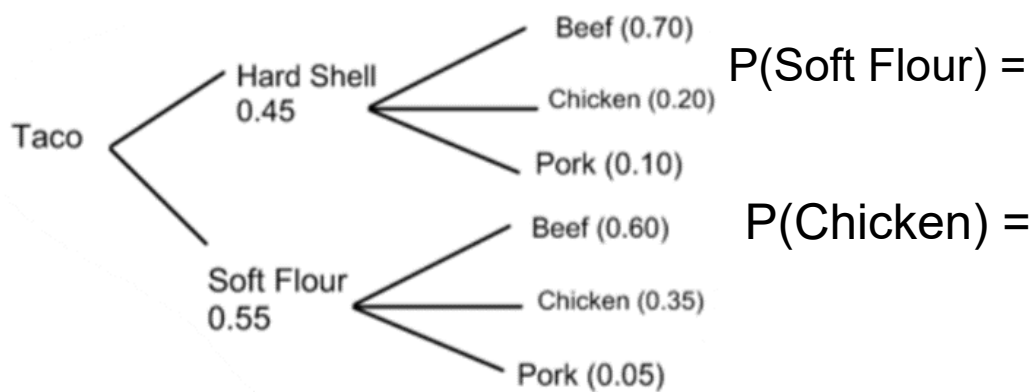 Taco
Hard Shell
0.45
Beef (0.70)
Chicken (0.20)
Pork (0.10)
Soft Flour
0.55
Beef (0.60)
Chicken (0.35)
Pork (0.05)
P(Soft Flour) =
P(Chicken) =